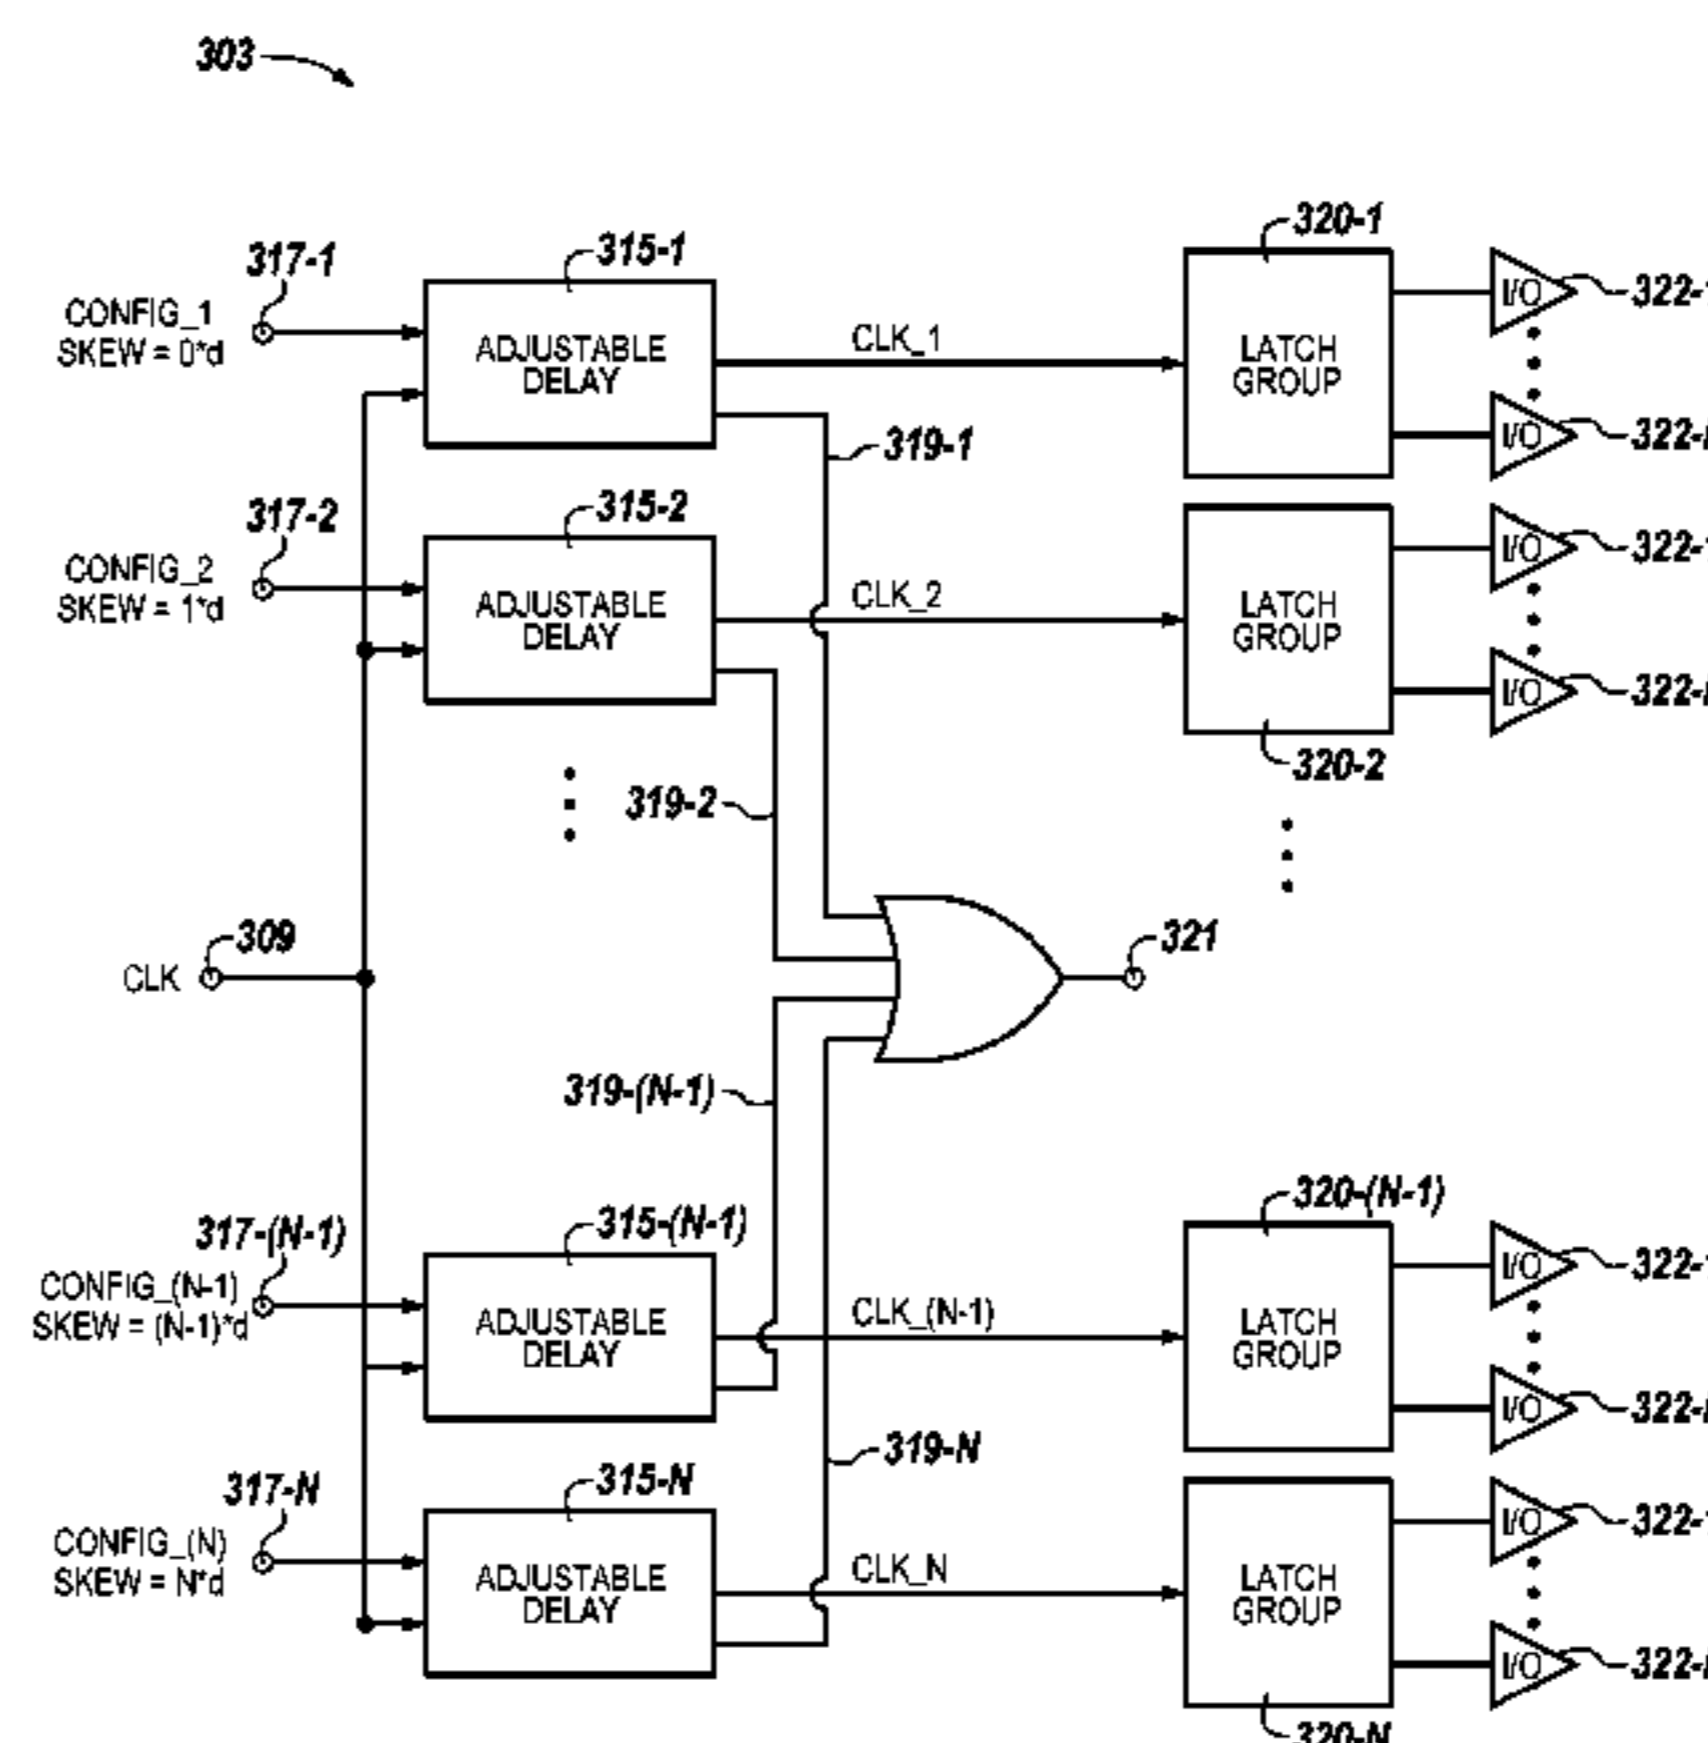 303
317-1
CONFIG_1
SKEW = 0*d
315-1
ADJUSTABLE
DELAY
CLK_1
319-1
320-1
LATCH
GROUP
I/O
I/O
317-2
CONFIG_2
SKEW = 1*d
315-2
ADJUSTABLE
DELAY
CLK_2
319-2
LATCH
GROUP
320-2
I/O
I/O
309
CLK
321
319-(N-1)
317-(N-1)
CONFIG_(N-1)
SKEW = (N-1)*d
315-(N-1)
ADJUSTABLE
DELAY
CLK_(N-1)
320-(N-1)
LATCH
GROUP
I/O
I/O
319-N
317-N
CONFIG_(N)
SKEW = N*d
315-N
ADJUSTABLE
DELAY
CLK_N
LATCH
GROUP
320-N
I/O
I/O